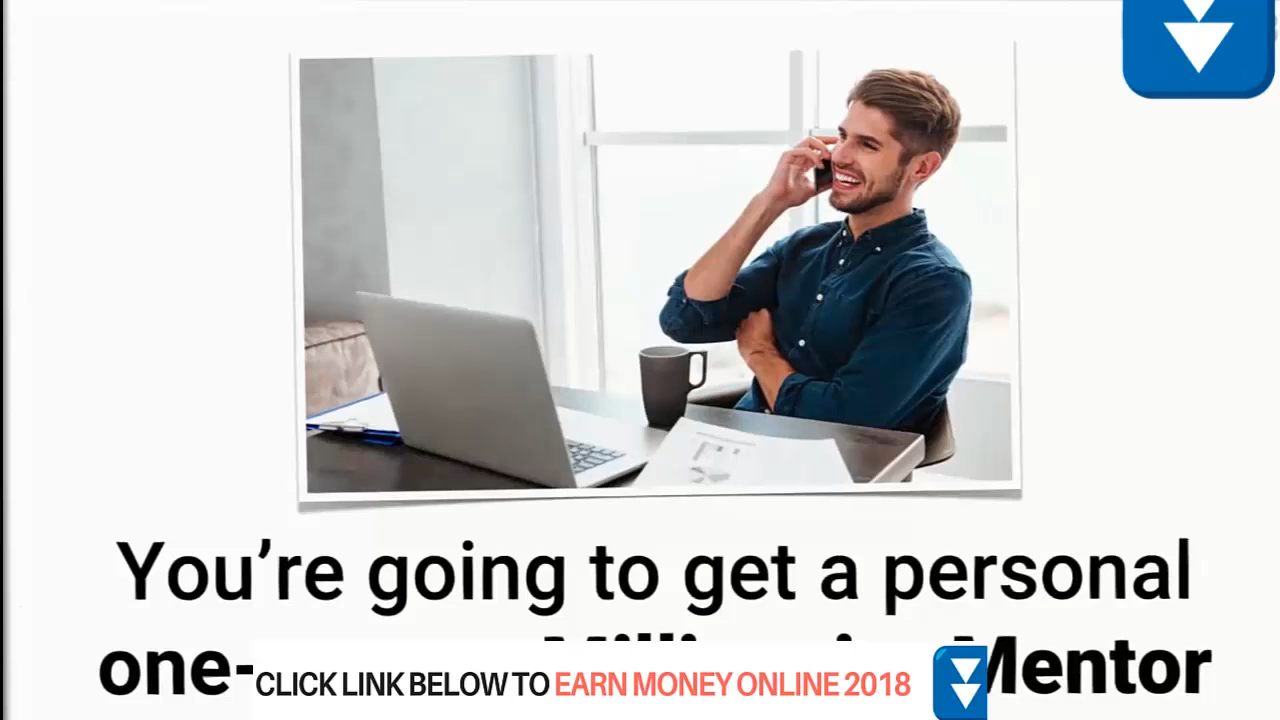 You’re going to get a personal
one- Mentor
CLICK LINK BELOW TO EARN MONEY ONLINE 2018